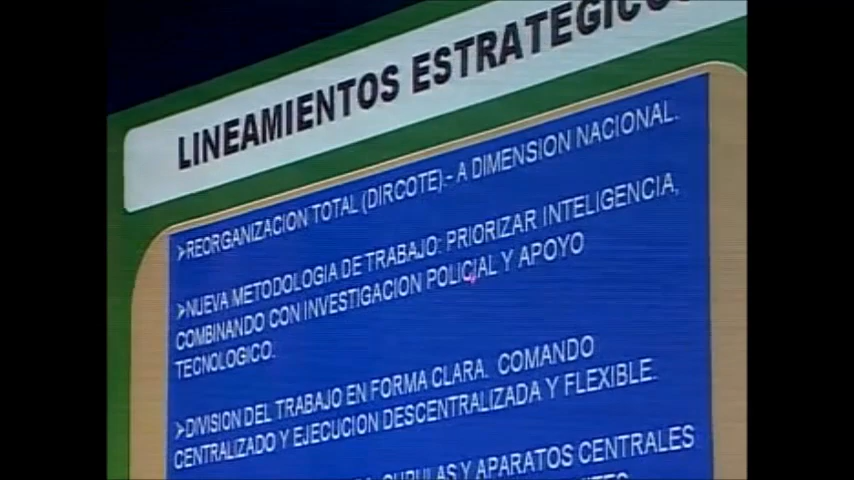 LINEAMIENTOS ESTRATEGICOS
➢REORGANIZACION TOTAL (DIRCOTE).- A DIMENSION NACIONAL.
➢NUEVA METODOLOGIA DE TRABAJO: PRIORIZAR INTELIGENCIA,
COMBINANDO CON INVESTIGACION POLICIAL Y APOYO
TECNOLOGICO.
➢DIVISION DEL TRABAJO EN FORMA CLARA. COMANDO
CENTRALIZADO Y EJECUCION DESCENTRALIZADA Y FLEXIBLE.
CUPULAS Y APARATOS CENTRALES